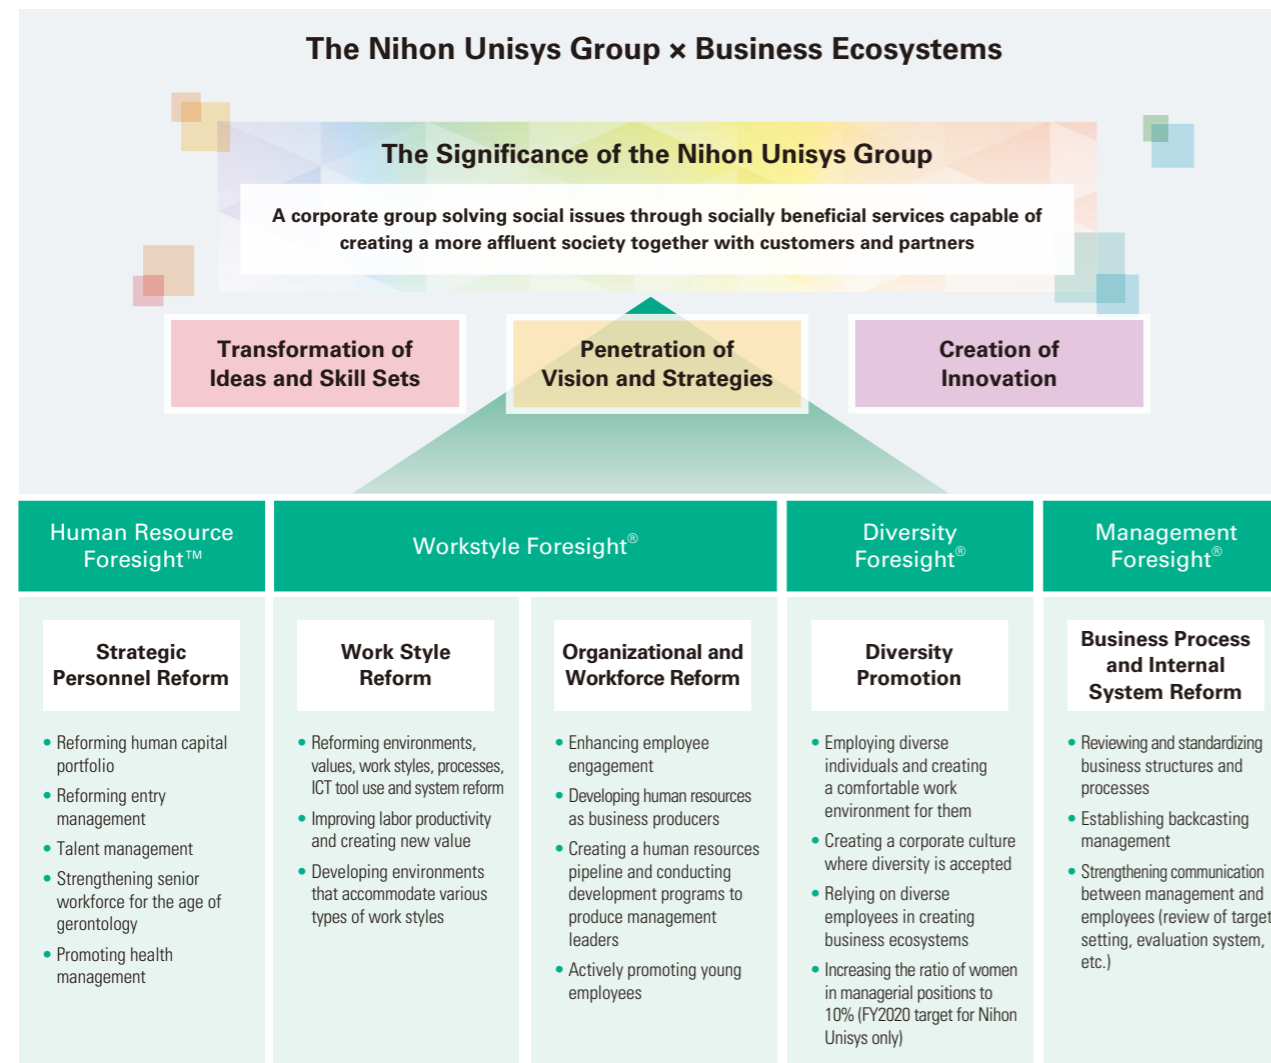 The Nihon Unisys Group × Business Ecosystems
The Significance of the Nihon Unisys Group
A corporate group solving social issues through socially beneficial services capable of
creating a more affluent society together with customers and partners
Transformation of
Ideas and Skill Sets
Penetration of
Vision and Strategies
Creation of
Innovation
Human Resource
Foresight™
Workstyle Foresight®
Diversity
Foresight®
Management
Foresight®
Strategic
Personnel Reform
• Reforming human capital
portfolio
• Reforming entry
management
• Talent management
• Strengthening senior
workforce for the age of
gerontology
• Promoting health
management
Work Style
Reform
• Reforming environments,
values, work styles, processes,
ICT tool use and system reform
• Improving labor productivity
and creating new value
• Developing environments
that accommodate various
types of work styles
Organizational and
Workforce Reform
• Enhancing employee
engagement
• Developing human resources
as business producers
• Creating a human resources
pipeline and conducting
development programs to
produce management
leaders
• Actively promoting young
employees
Diversity
Promotion
• Employing diverse
individuals and creating
a comfortable work
environment for them
• Creating a corporate culture
where diversity is accepted
• Relying on diverse
employees in creating
business ecosystems
• Increasing the ratio of women
in managerial positions to
10% (FY2020 target for Nihon
Unisys only)
Business Process
and Internal
System Reform
• Reviewing and standardizing
business structures and
processes
• Establishing backcasting
management
• Strengthening communication
between management and
employees (review of target
setting, evaluation system,
etc.)